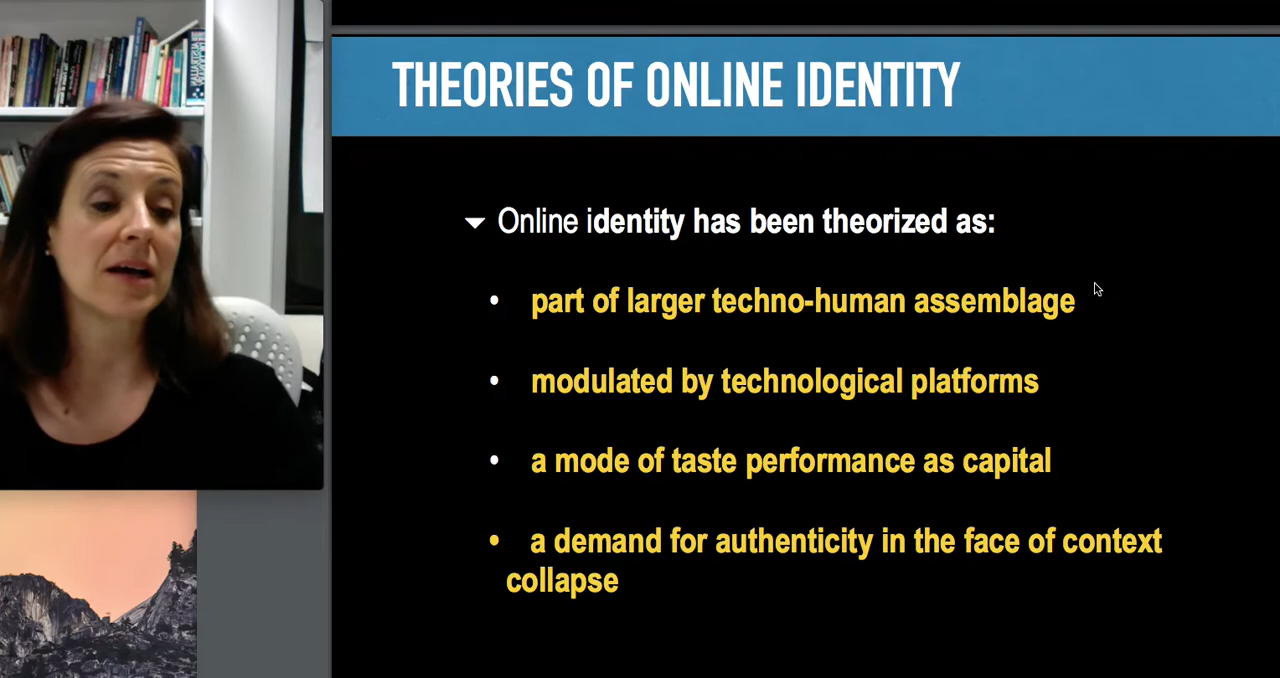 THEORIES OF ONLINE IDENTITY
Online identity has been theorized as:
• part of larger techno-human assemblage
• modulated by technological platforms
• a mode of taste performance as capital
• a demand for authenticity in the face of context
collapse